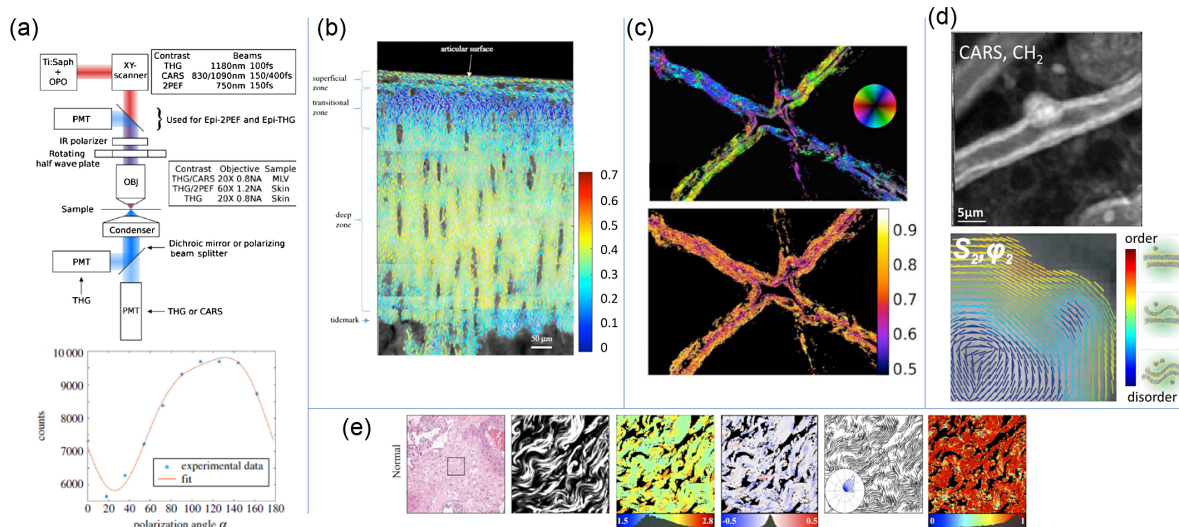 (a)
Ti:Saph
+
OPO
XY-
scanner
Contrast Beams
THG 1180nm 100fs
CARS 830/1090nm 150/400fs
2PEF 750nm 150fs
PMT
Used for Epi-2PEF and Epi-THG
IR polarizer
Rotating
half wave plate
OBJ
Contrast Objective Sample
THG/CARS 20X 0.8NA MLV
THG/2PEF 60X 1.2NA Skin
THG 20X 0.8NA Skin
Sample
Condenser
PMT
Dichroic mirror or polarizing
beam splitter
THG
PMT
THG or CARS
10 000
9000
8000
7000
6000
counts
experimental data
fit
0 20 40 60 80 100 120 140 160 180
polarization angle α
(b)
articular surface
superficial
zone
transitional
zone
deep
zone
tidemark
50 µm
0.7
0.6
0.5
0.4
0.3
0.2
0.1
0
(c)
0.9
0.8
0.7
0.6
0.5
(d)
CARS, CH2
5µm
S2,φ2
order
disorder
(e)
Normal
1.5 2.8
-0.5 0.5
0 1